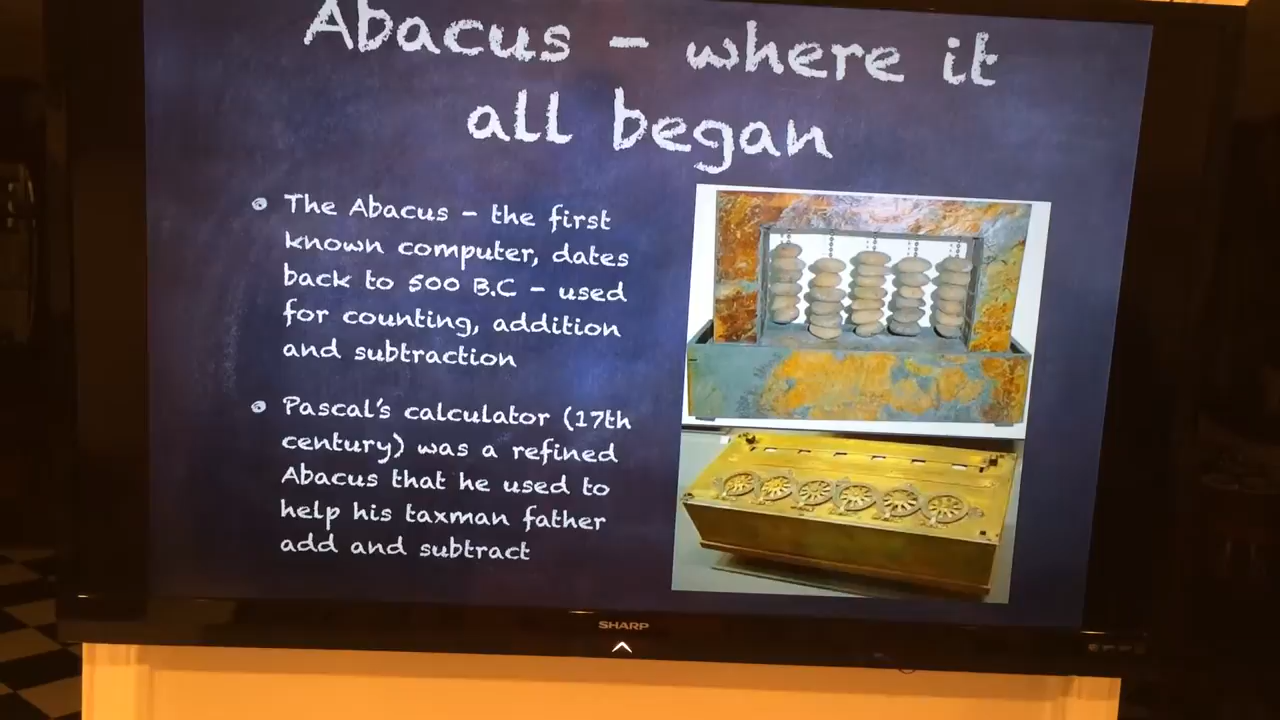 Abacus - where it
all began
The Abacus - the first
known computer, dates
back to 500 B.C - used
for counting, addition
and subtraction
Pascal's calculator (17th
century) was a refined
Abacus that he used to
help his taxman father
add and subtract
SHARP